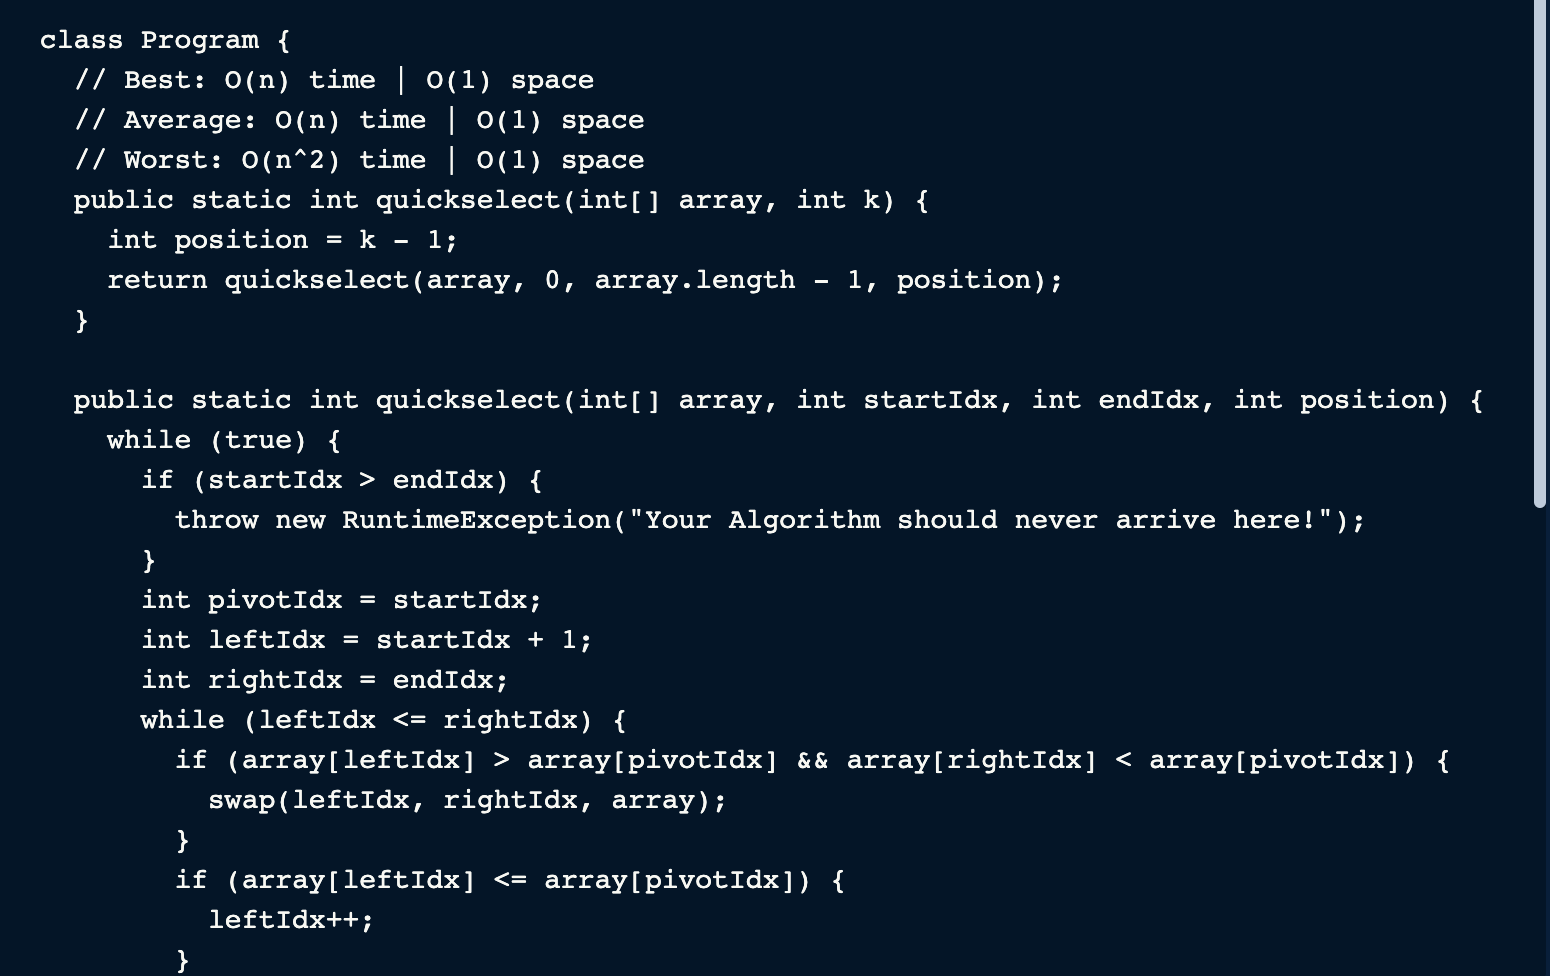 class Program {
  // Best: O(n) time | O(1) space
  // Average: O(n) time | O(1) space
  // Worst: O(n^2) time | O(1) space
  public static int quickselect(int[] array, int k) {
    int position = k - 1;
    return quickselect(array, 0, array.length - 1, position);
  }

  public static int quickselect(int[] array, int startIdx, int endIdx, int position) {
    while (true) {
      if (startIdx > endIdx) {
        throw new RuntimeException("Your Algorithm should never arrive here!");
      }
      int pivotIdx = startIdx;
      int leftIdx = startIdx + 1;
      int rightIdx = endIdx;
      while (leftIdx <= rightIdx) {
        if (array[leftIdx] > array[pivotIdx] && array[rightIdx] < array[pivotIdx]) {
          swap(leftIdx, rightIdx, array);
        }
        if (array[leftIdx] <= array[pivotIdx]) {
          leftIdx++;
        }